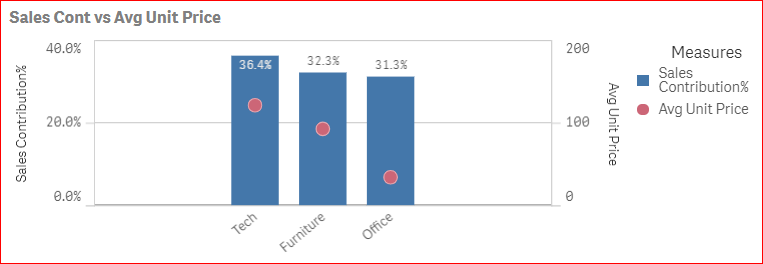 Sales Cont vs Avg Unit Price
Sales Contribution%
40.0%
20.0%
0.0%
36.4%
32.3%
31.3%
Tech
Furniture
Office
200
100
0
Avg Unit Price
Measures
Sales
Contribution%
Avg Unit Price